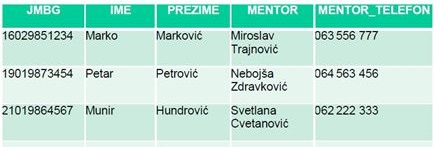 JMBG IME PREZIME MENTOR MENTOR_TELEFON
16029851234 Marko Marković Miroslav Trajnović 063 556 777
19019873454 Petar Petrović Nebojša Zdravković 064 563 456
21019864567 Munir Hundrović Svetlana Cvetanović 062 222 333